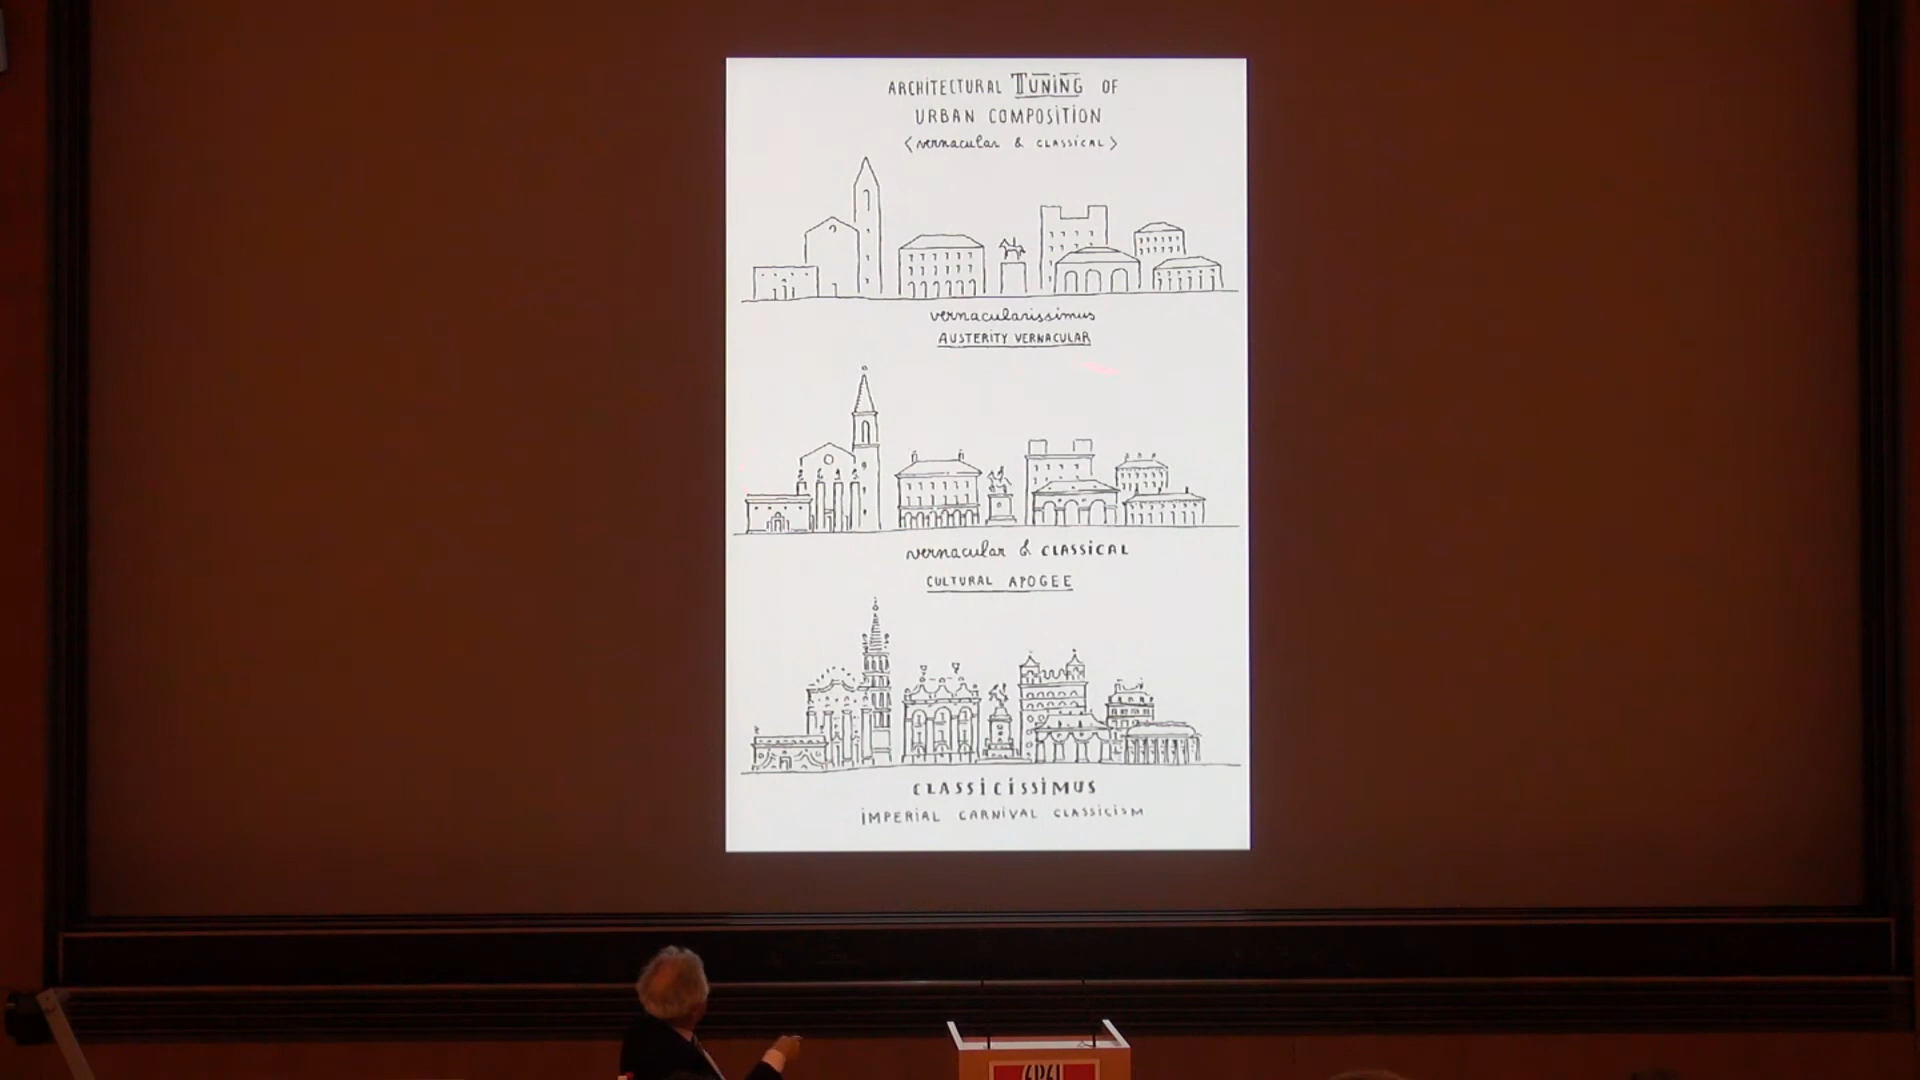 ARCHITECTURAL TUNING OF
URBAN COMPOSITION
<vernacular & CLASSICAL>
vernacularissimus
AUSTERITY VERNACULAR
vernacular & CLASSICAL
CULTURAL APOGEE
CLASSICISSIMUS
IMPERIAL CARNIVAL CLASSICISM